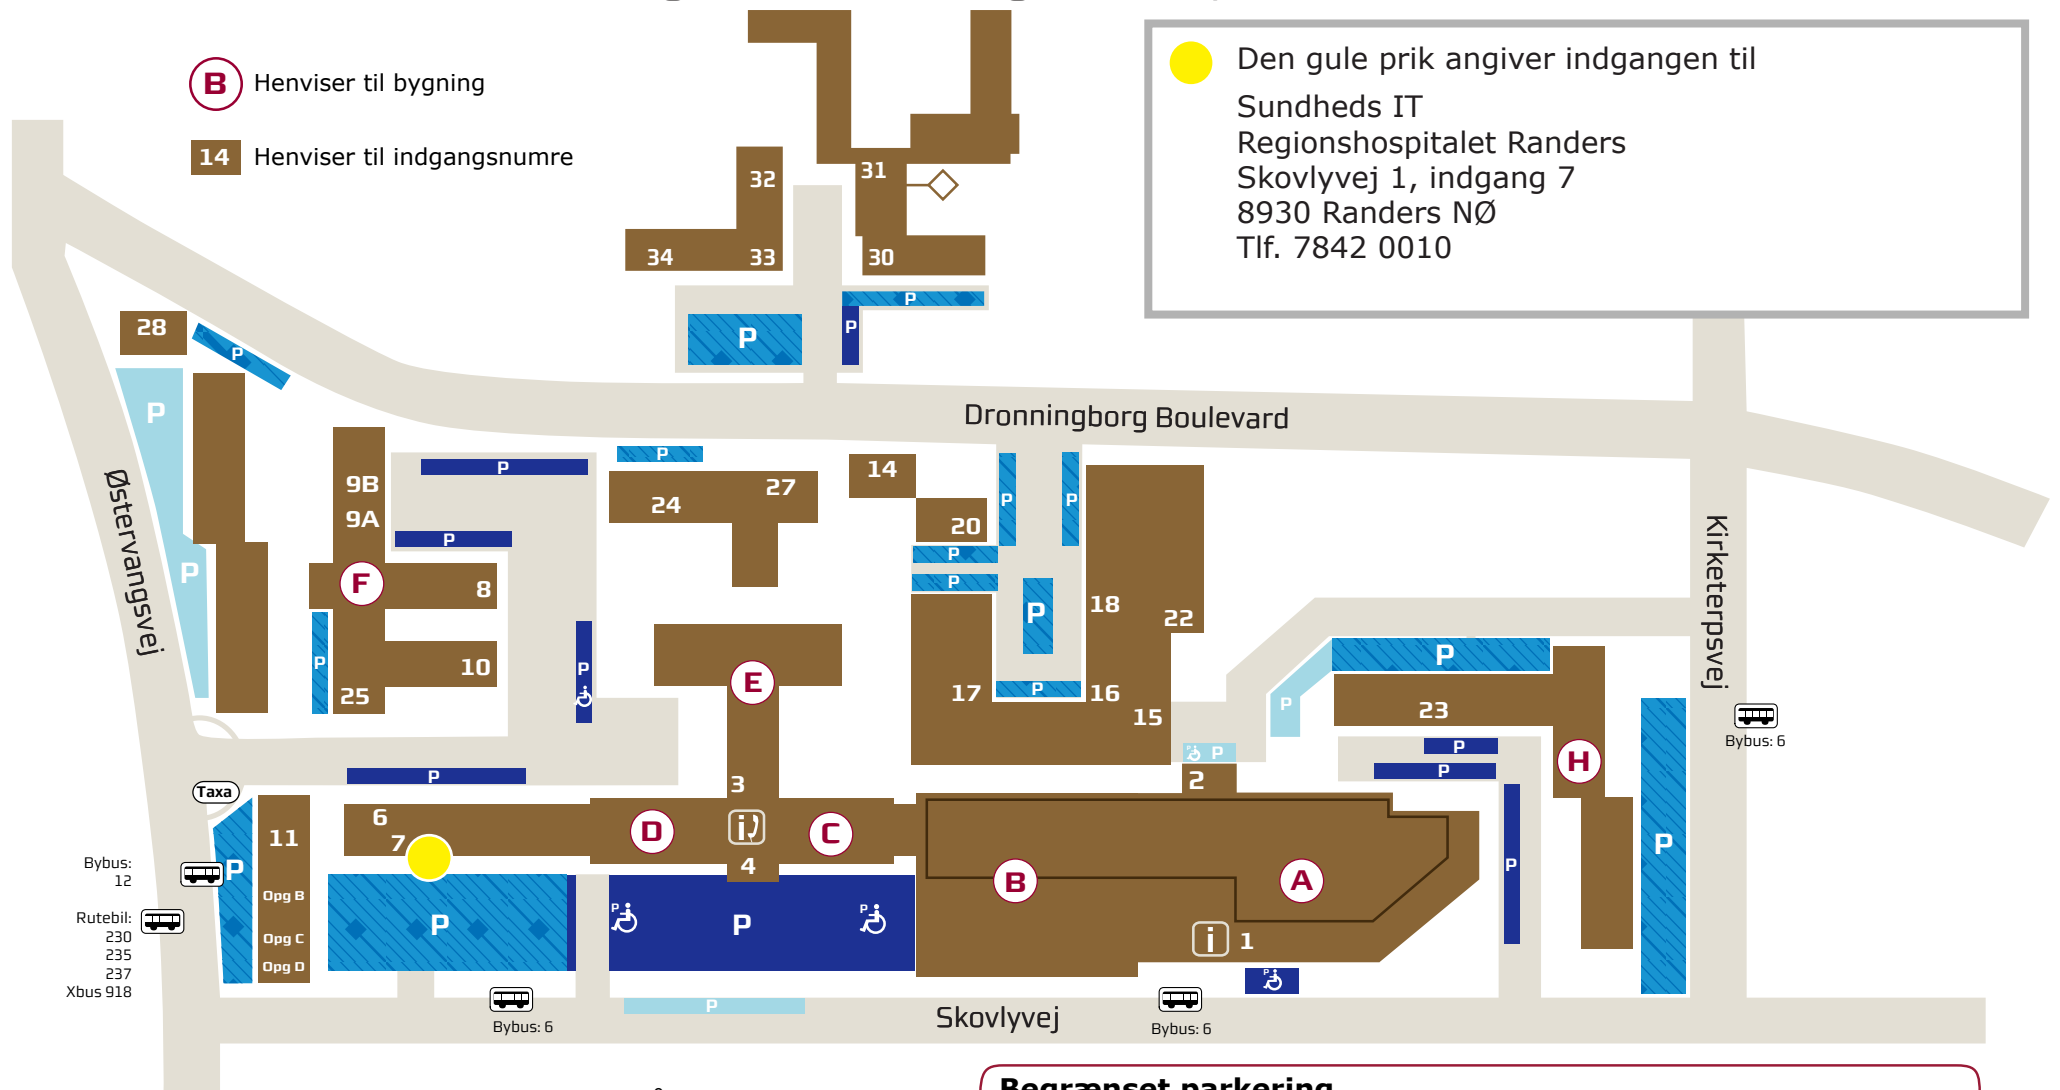 B Henviser til bygning
14 Henviser til indgangsnumre
Den gule prik angiver indgangen til
Sundheds IT
Regionshospitalet Randers
Skovlyvej 1, indgang 7
8930 Randers NØ
Tlf. 7842 0010
32
31
34
33
30
P
P
P
28
P
P
Dronningborg Boulevard
Østervangsvej
Kirketerpsvej
9B
9A
P
P
P
24
27
14
20
P
P
P
P
P
P
F
8
10
25
P
P
E
17
18
22
16
15
P
P
P
23
H
P
P
P
P
Bybus: 6
Taxa
P
3
P
2
6
7
D
i
C
4
11
Opg B
Opg C
Opg D
P
Bybus:
12
Rutebil:
230
235
237
Xbus 918
P
P
P
P
B
A
i 1
P
P
P
Bybus: 6
P
Skovlyvej
Bybus: 6
Begrænset parkering